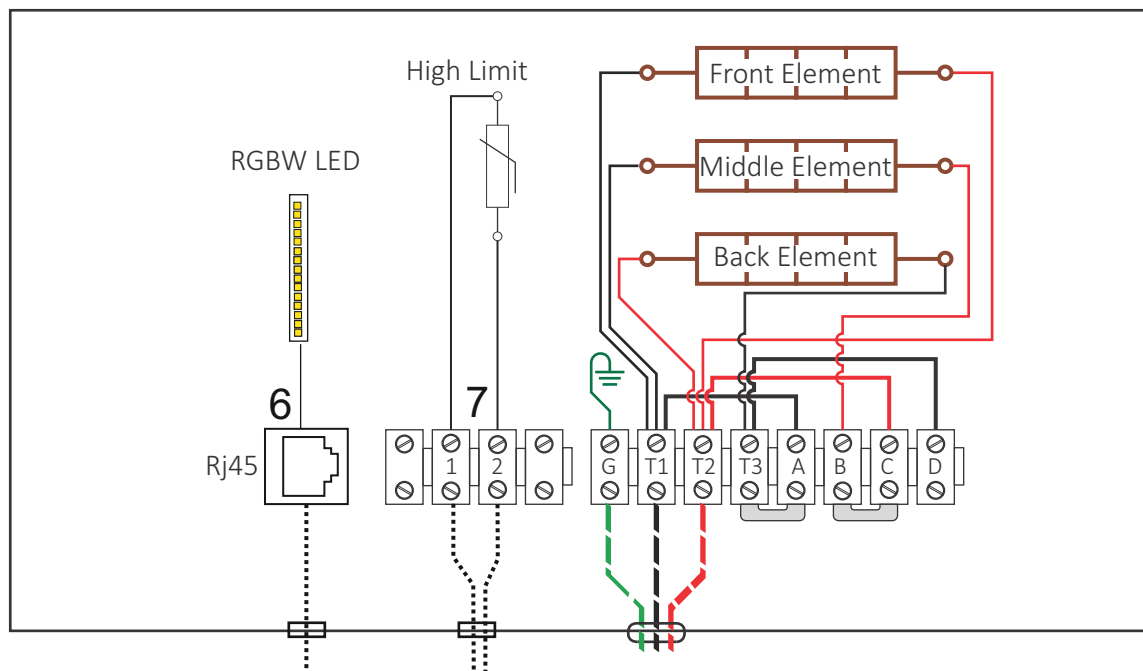 High Limit
Front Element
RGBW LED
Middle Element
Back Element
6
7
Rj45
1
2
G
T1
T2
T3
A
B
C
D